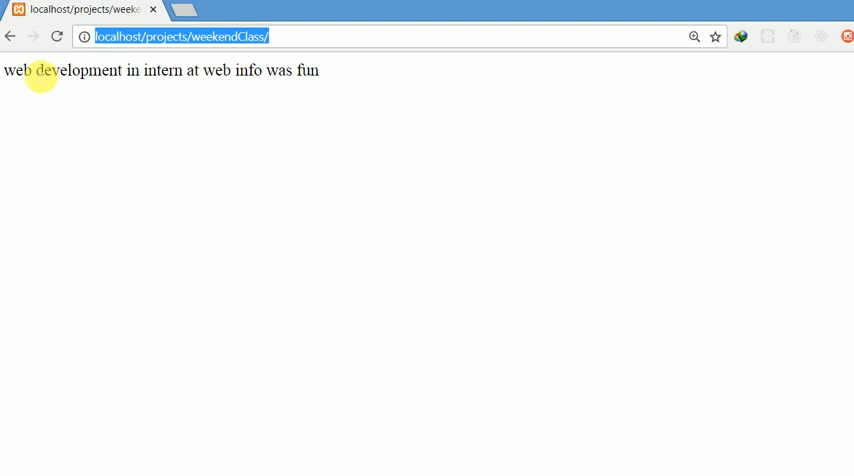 localhost/projects/weeke
localhost/projects/weekendClass/
web development in intern at web info was fun